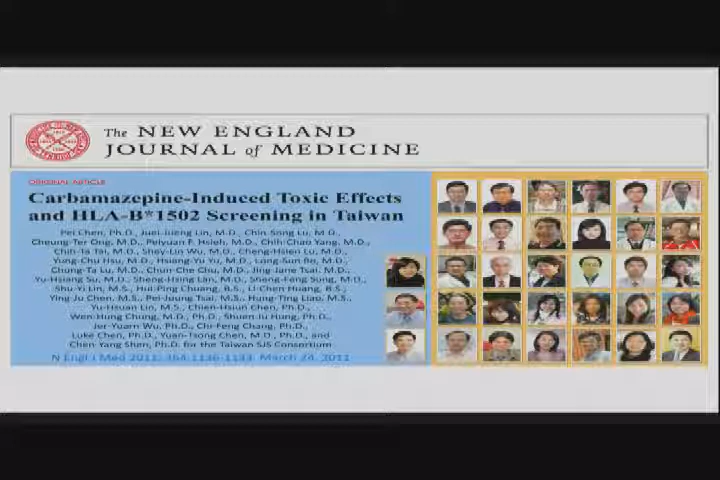 The NEW ENGLAND
JOURNAL of MEDICINE
ORIGINAL ARTICLE
Carbamazepine-Induced Toxic Effects
and HLA-B*1502 Screening in Taiwan
Pei Chen, Ph.D., Juei-Jueng Lin, M.D., Chin-Song Lu, M.D.,
Cheung-Ter Ong, M.D., Peiyuan F. Hsieh, M.D., Chih-Chao Yang, M.D.,
Chih-Ta Tai, M.D., Shey-Lin Wu, M.D., Cheng-Hsien Lu, M.D.,
Yung-Chu Hsu, M.D., Hsiang-Yu Yu, M.D., Long-Sun Ro, M.D.,
Chung-Ta Lu, M.D., Chun-Che Chu, M.D., Jing-Jane Tsai, M.D.,
Yu-Hsiang Su, M.D., Sheng-Hsing Lan, M.D., Sheng-Feng Sung, M.D.,
Shu-Yi Lin, M.S., Hui-Ping Chuang, B.S., Li-Chen Huang, B.S.,
Ying-Ju Chen, M.S., Pei-Joung Tsai, M.S., Hung-Ting Liao, M.S.,
Yu-Hsuan Lin, M.S., Chien-Hsiun Chen, Ph.D.,
Wen-Hung Chung, M.D., Ph.D., Shuen-Iu Hung, Ph.D.,
Jer-Yuarn Wu, Ph.D., Chi-Feng Chang, Ph.D.,
Luke Chen, Ph.D., Yuan-Tsong Chen, M.D., Ph.D., and
Chen-Yang Shen, Ph.D. for the Taiwan SJS Consortium
N Engl J Med 2011; 364:1126-1133. March 24, 2011